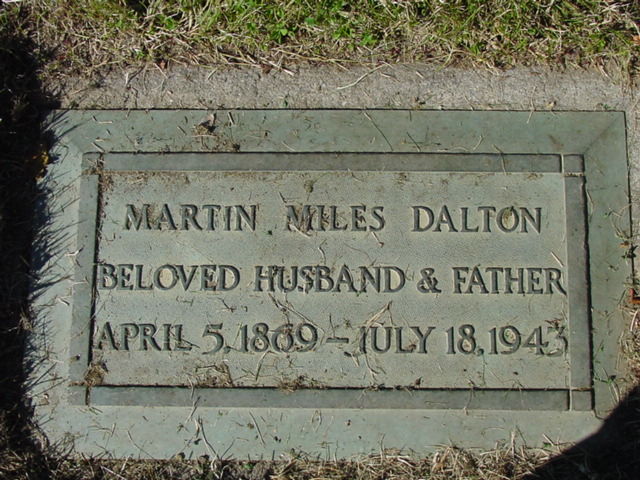 MARTIN MILES DALTON
BELOVED HUSBAND & FATHER
APRIL 5, 1869 – JULY 18, 1943